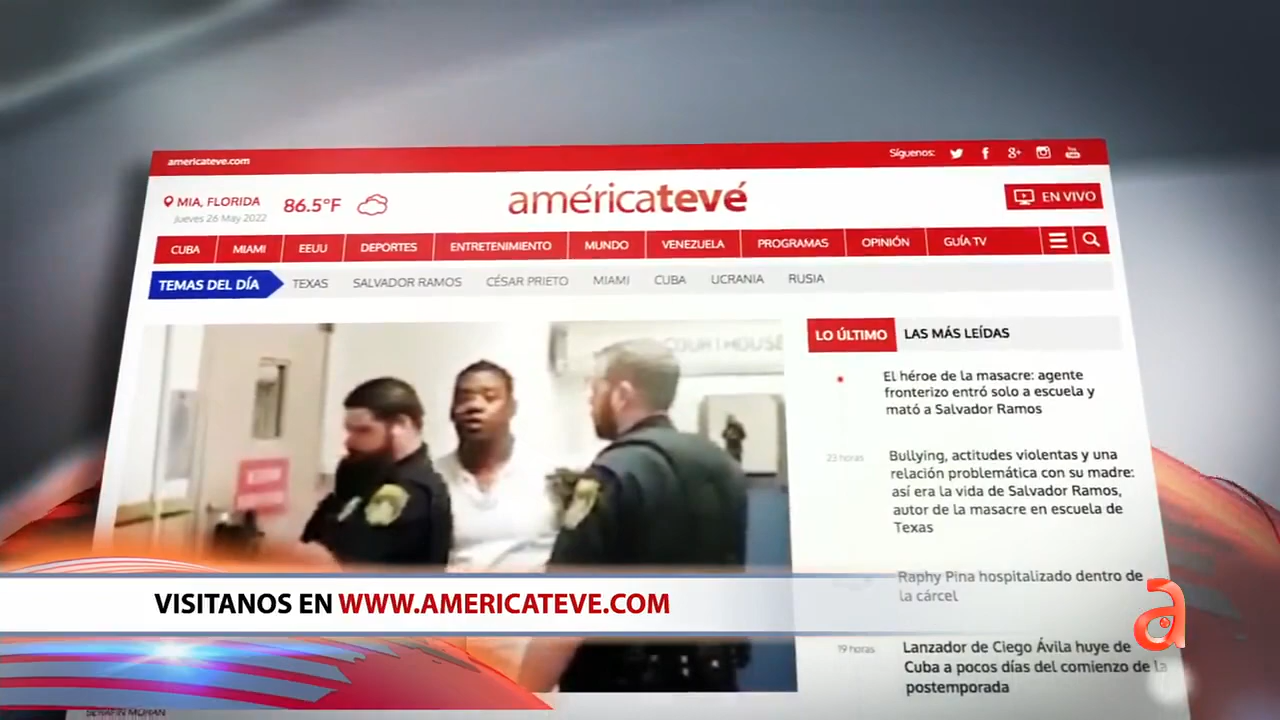 americateve.com
Síguenos:
MIA, FLORIDA
Jueves 26 May 2022
86.5°F
américatevé
EN VIVO
CUBA MIAMI EEUU DEPORTES ENTRETENIMIENTO MUNDO VENEZUELA PROGRAMAS OPINIÓN GUÍA TV
TEMAS DEL DÍA TEXAS SALVADOR RAMOS CÉSAR PRIETO MIAMI CUBA UCRANIA RUSIA
COURTHOUSE
LO ÚLTIMO LAS MÁS LEÍDAS
El héroe de la masacre: agente
fronterizo entró solo a escuela y
mató a Salvador Ramos
23 horas
Bullying, actitudes violentas y una
relación problemática con su madre:
así era la vida de Salvador Ramos,
autor de la masacre en escuela de
Texas
Raphy Pina hospitalizado dentro de
la cárcel
19 horas
Lanzador de Ciego Ávila huye de
Cuba a pocos días del comienzo de la
postemporada
VISITANOS EN WWW.AMERICATEVE.COM
a
SERAFIN MORAN